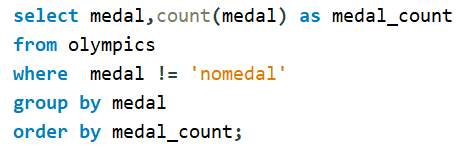 select medal,count(medal) as medal_count
from olympics
where  medal != 'nomedal'
group by medal
order by medal_count;